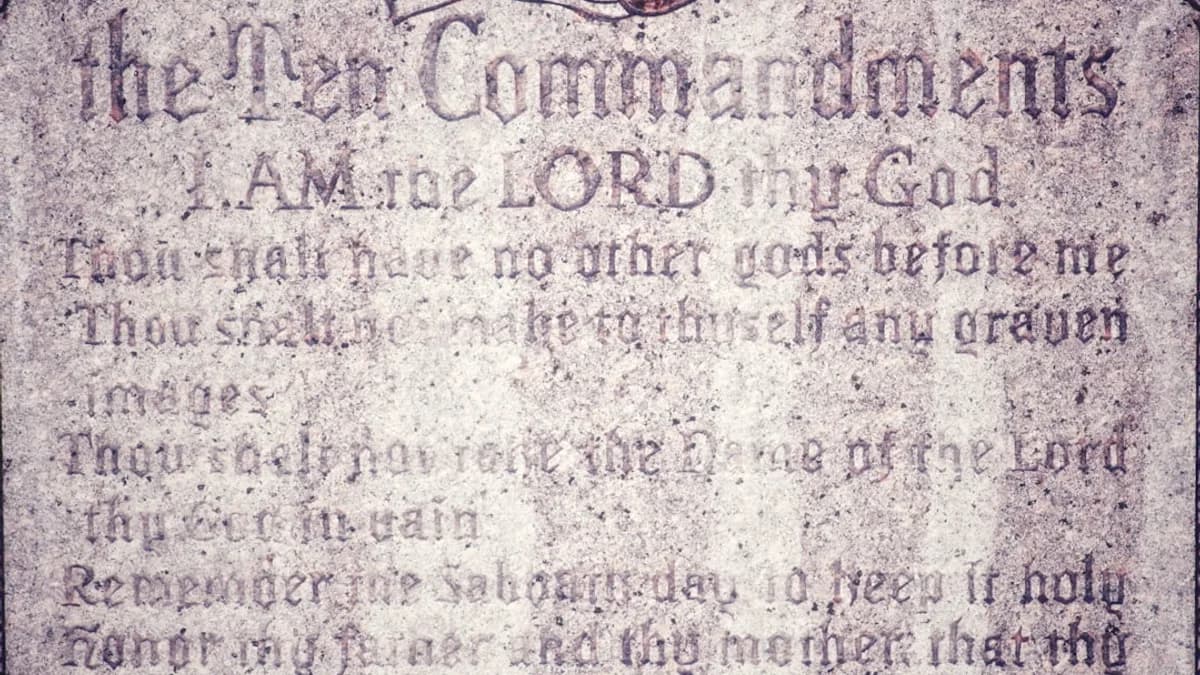 the Ten Commandments
I AM the LORD thy God.
Thou shalt have no other gods before me
Thou shalt not make to thyself any graven
images
Thou shalt not take the Name of the Lord
thy God in vain
Remember the Sabbath day to keep it holy
Honor thy father and thy mother that thy